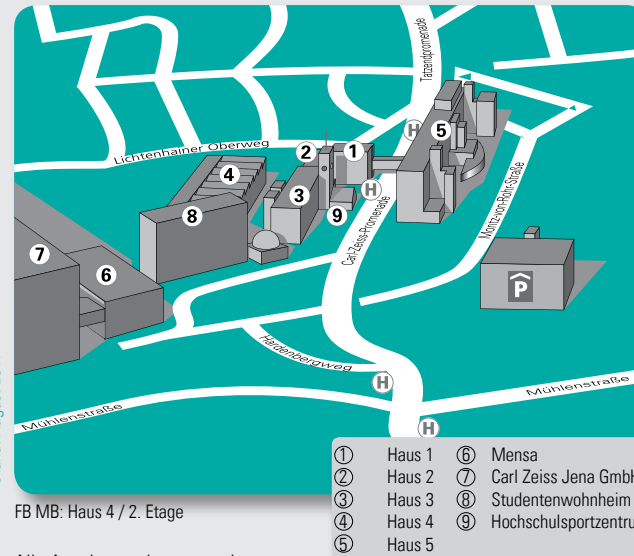 Tatzendpromenade
H
5
2
1
Lichtenhainer Oberweg
4
H
3
9
8
Carl-Zeiss-Promenade
Moritz-von-Rohr-Straße
7
6
P
Hardenbergweg
H
Mühlenstraße
Mühlenstraße
H
① Haus 1 ⑥ Mensa
② Haus 2 ⑦ Carl Zeiss Jena GmbH
③ Haus 3 ⑧ Studentenwohnheim
④ Haus 4 ⑨ Hochschulsportzentru
⑤ Haus 5
FB MB: Haus 4 / 2. Etage